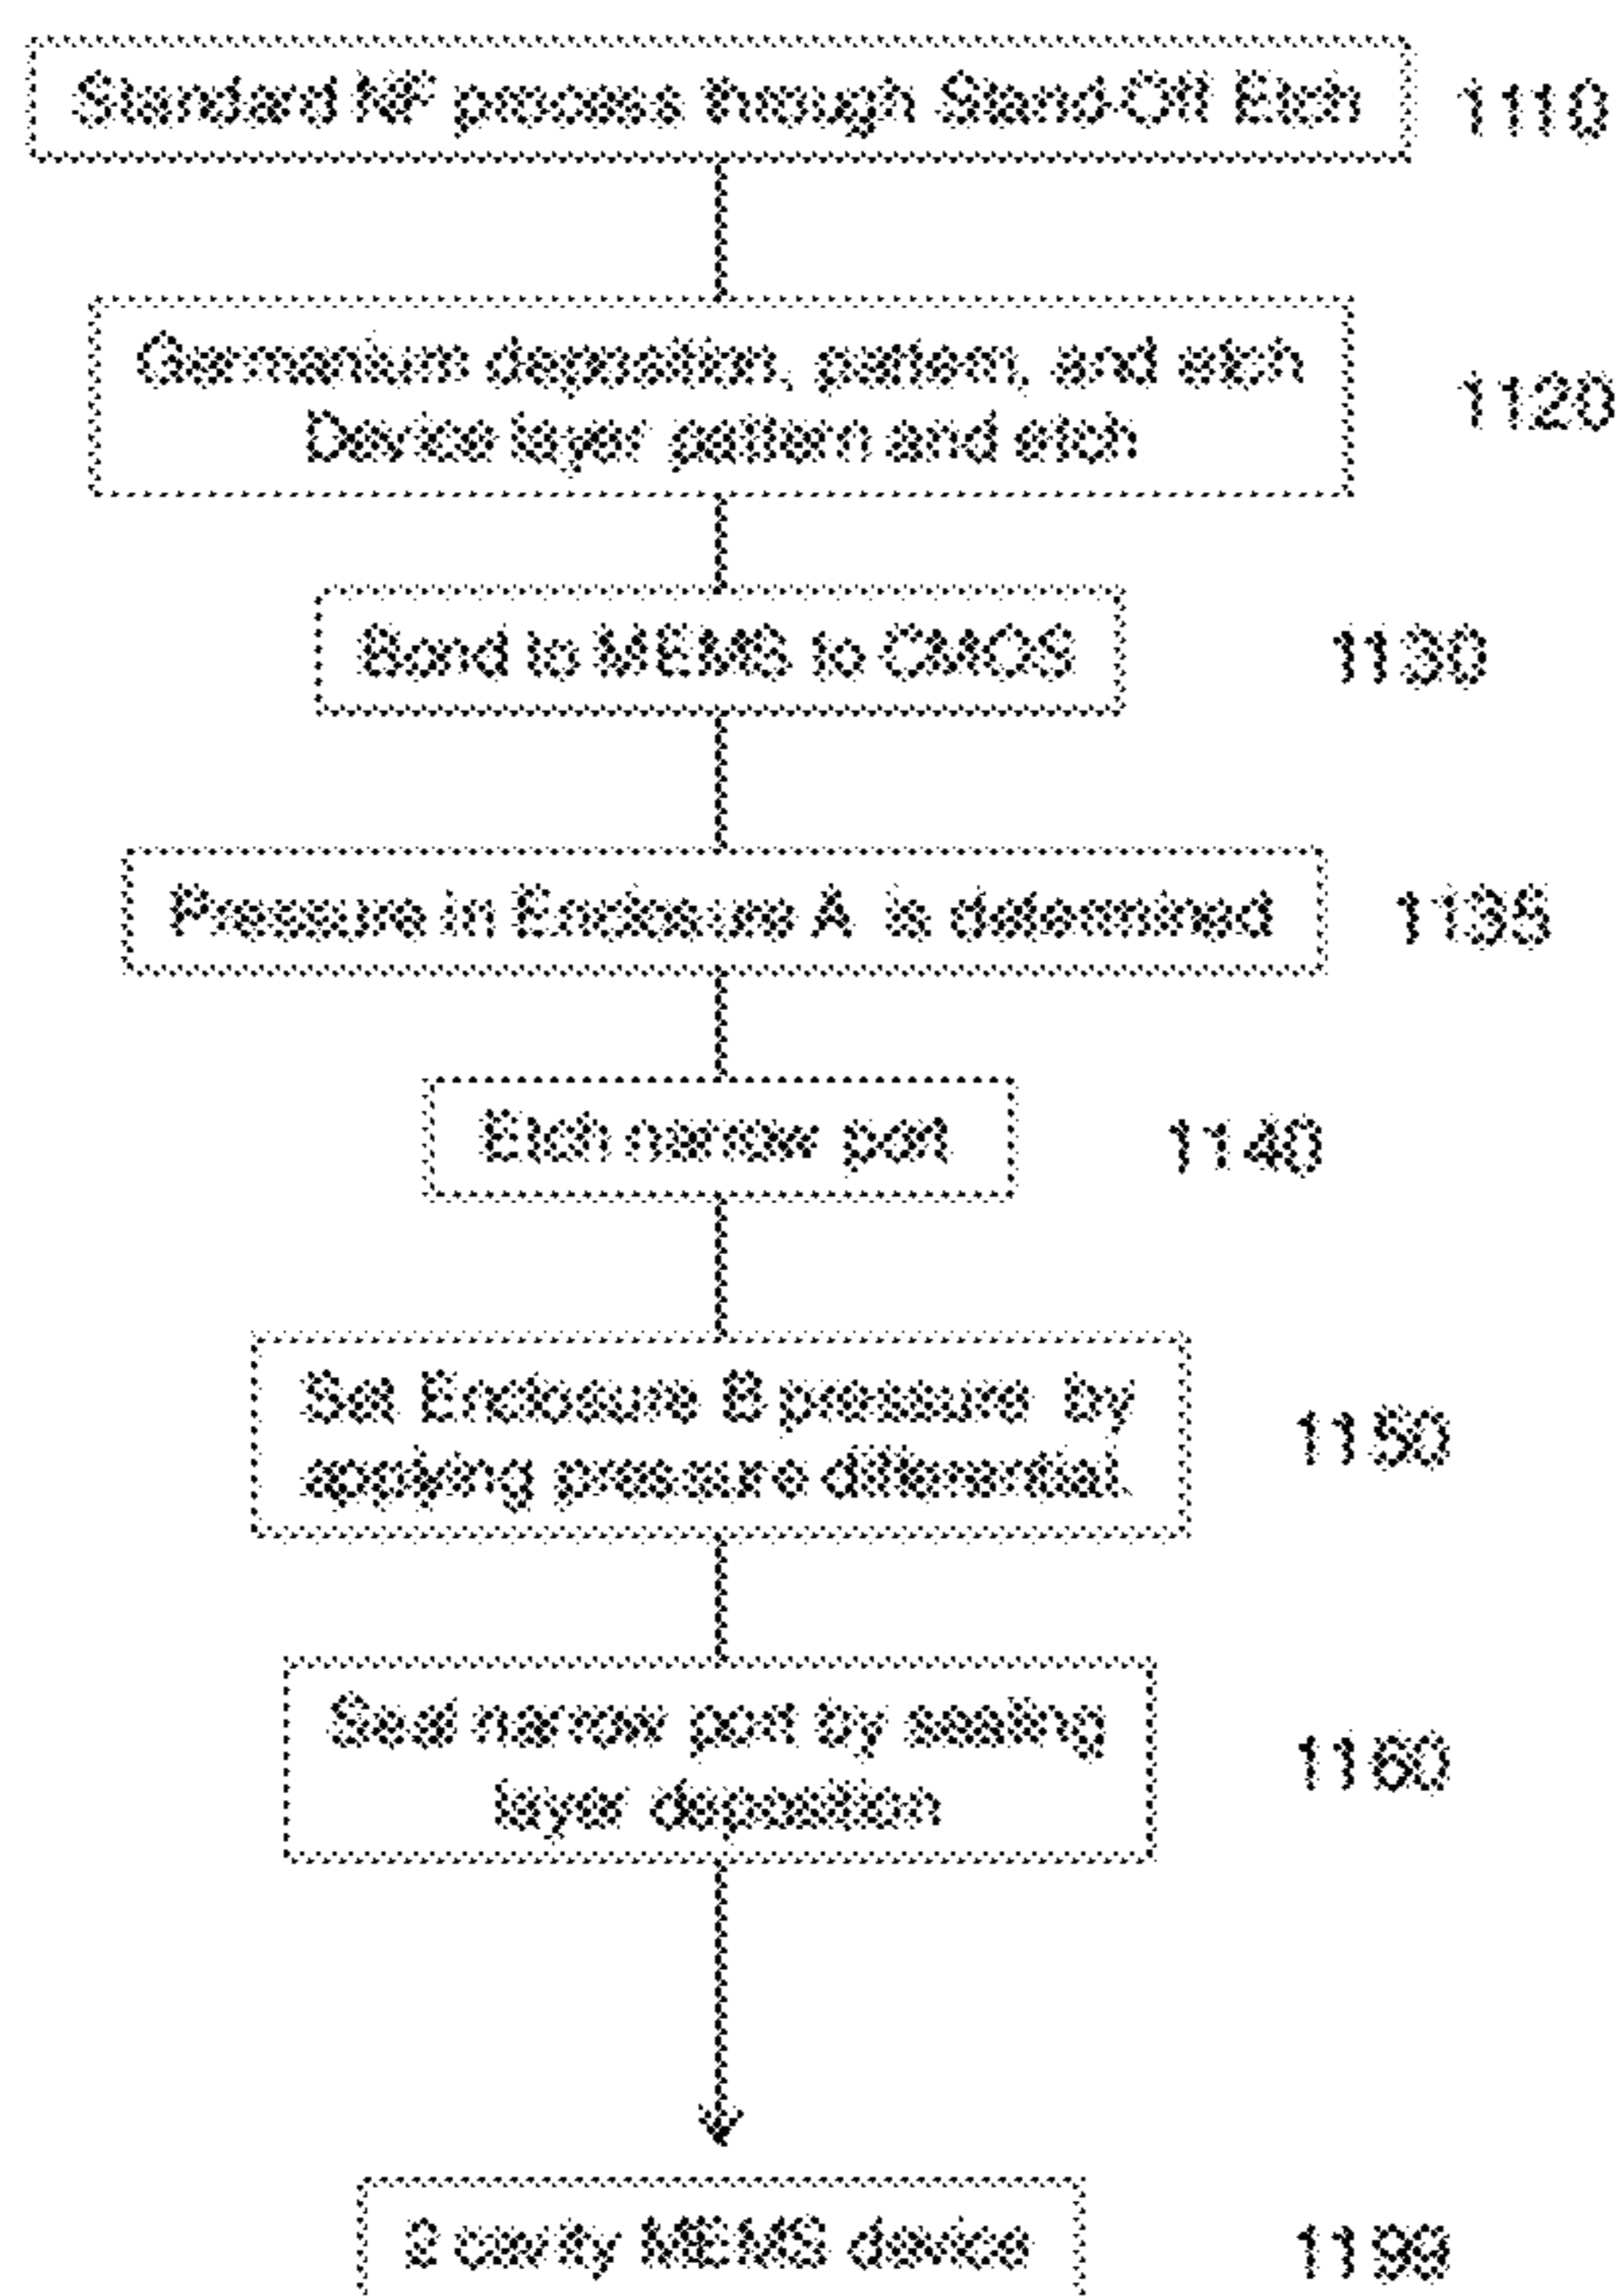 Standard NF process through Stand-Off Etch
1110
Germanium deposition, pattern, and etch
Device layer pattern and etch
1120
Bond to MEMS to CMOS
1130
Pressure in Enclosure A is determined
1135
Etch narrow port
1140
Set Enclosure B pressure by
applying pressure differential.
1150
Seal narrow port by sealing
layer deposition
1160
2 cavity MEMS device
1199